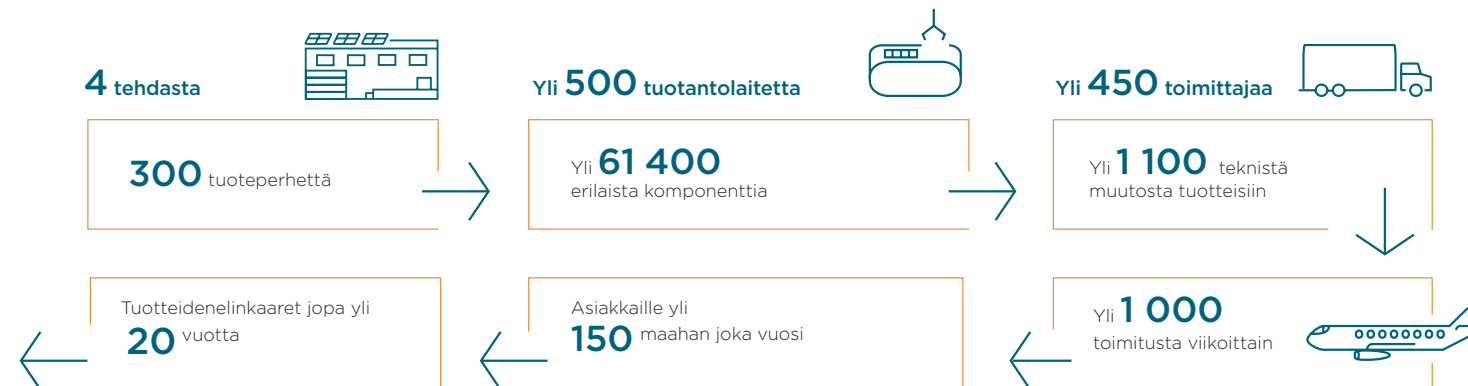 4 tehdasta
300 tuoteperhettä
Yli 500 tuotantolaitetta
Yli 61 400
erilaista komponenttia
Yli 450 toimittajaa
Yli 1 100 teknistä
muutosta tuotteisiin
Yli 1 000
toimitusta viikoittain
Asiakkaille yli
150 maahan joka vuosi
Tuotteidenelinkaaret jopa yli
20 vuotta